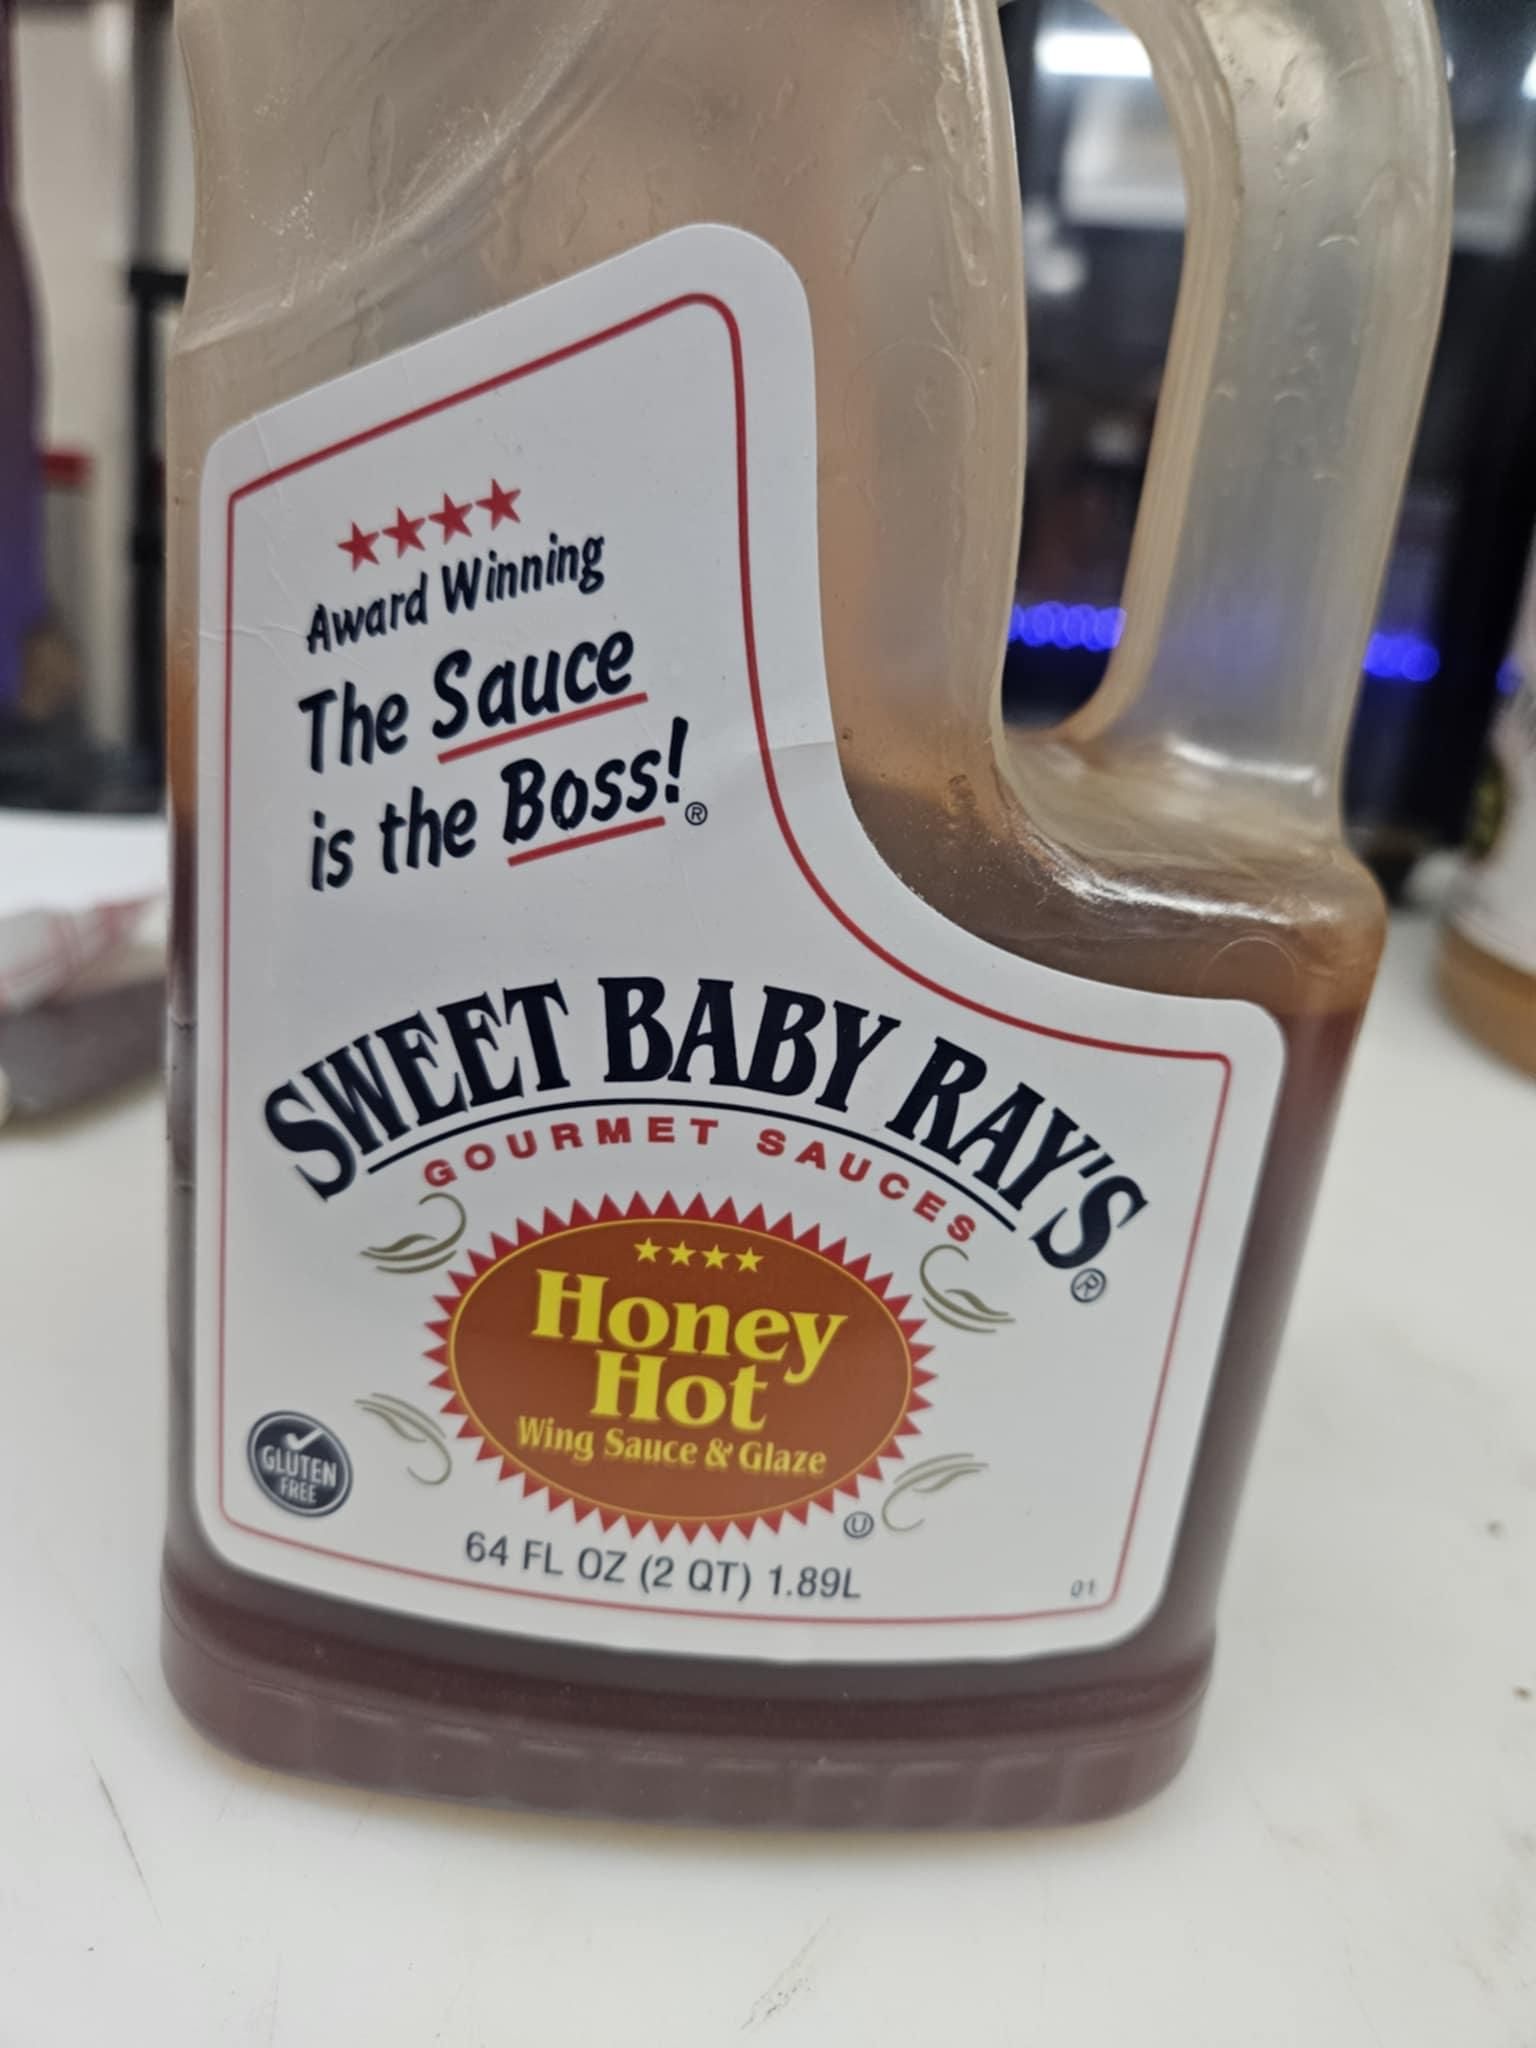 ★★★★
Award Winning
The Sauce
is the Boss!®
SWEET BABY RAY'S®
GOURMET SAUCES
★★★★
Honey
Hot
Wing Sauce & Glaze
GLUTEN
FREE
Ⓤ
64 FL OZ (2 QT) 1.89L
01